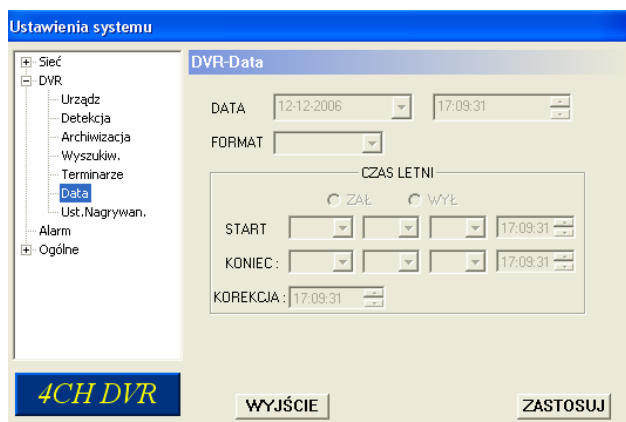 Ustawienia systemu
Sieć
DVR
Urządz
Detekcja
Archiwizacja
Wyszukiw.
Terminarze
Data
Ust.Nagrywan.
Alarm
Ogólne
4CH DVR
DVR-Data
DATA 12-12-2006 17:09:31
FORMAT
CZAS LETNI
ZAŁ WYŁ
START 17:09:31
KONIEC : 17:09:31
KOREKCJA : 17:09:31
WYJŚCIE ZASTOSUJ